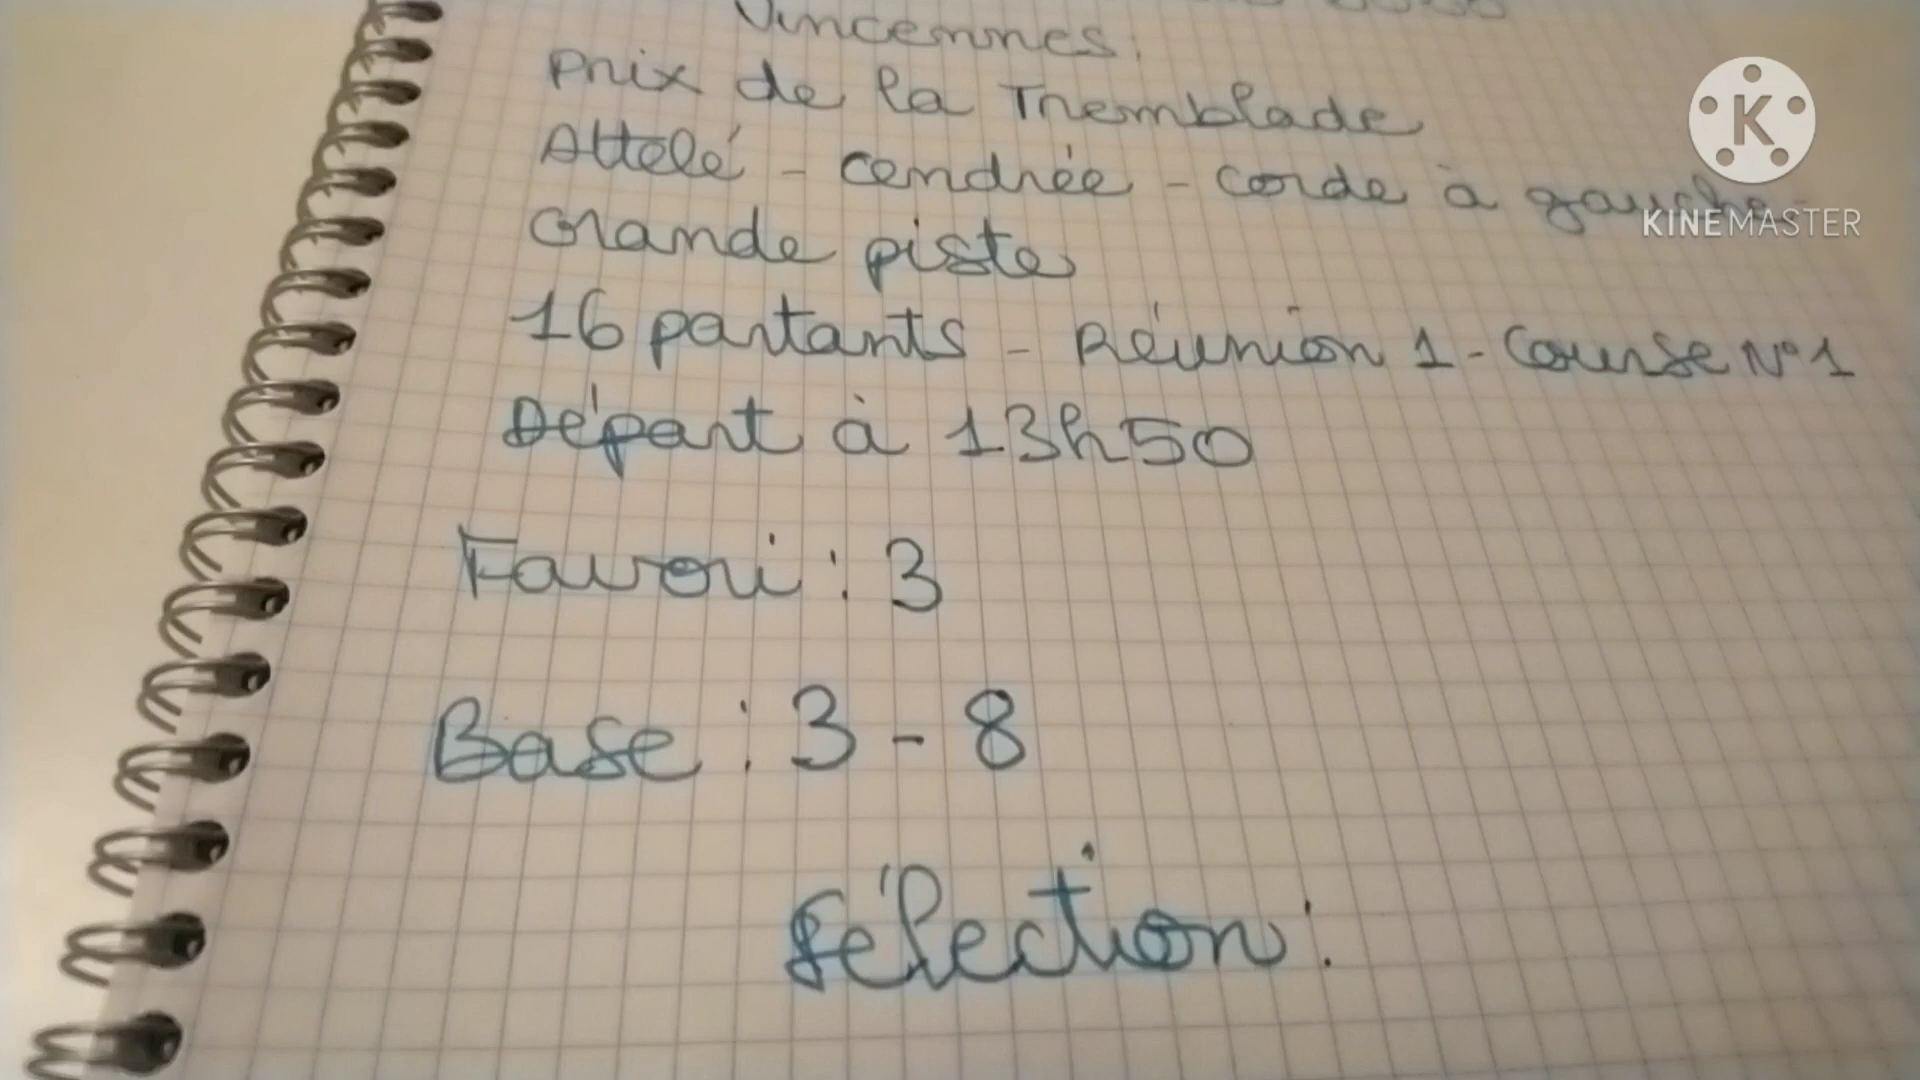 Vincennes:
Prix de la Tremblade
Attelé - cendrée - corde à gauche -
Grande piste
16 partants - Réunion 1 - Course N°1
Départ à 13h50
Favori : 3
Base : 3 - 8
Sélection :
K
KINEMASTER